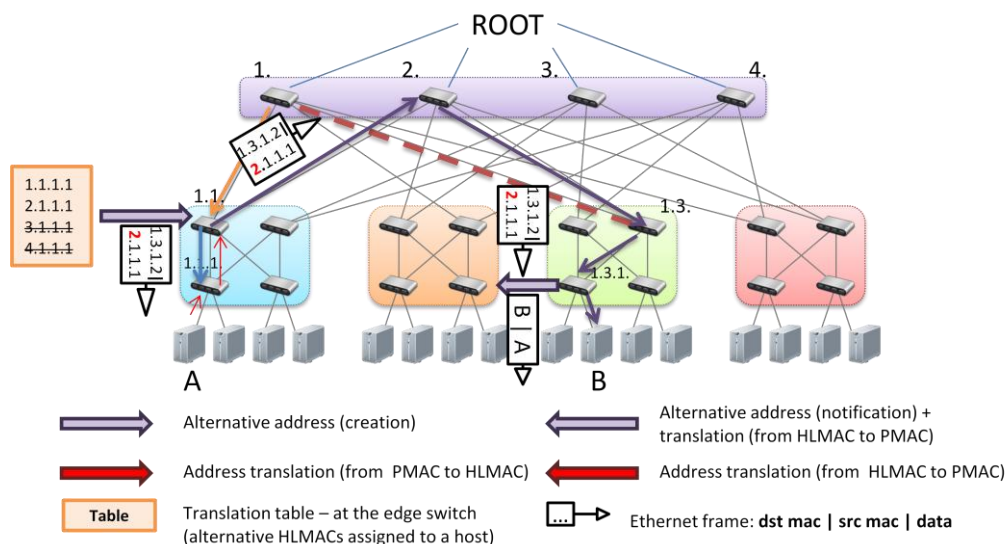 ROOT
1.
2.
3.
4.
1.3.1.2|
2.1.1.1
1.1.1.1
2.1.1.1
3.1.1.1
4.1.1.1
1.1.
1.3.1.2|
2.1.1.1
1.1.1
1.3.1.2|
2.1.1.1
1.3.
1.3.1.
B | A
A
B
Alternative address (creation)
Alternative address (notification) +
translation (from HLMAC to PMAC)
Address translation (from PMAC to HLMAC)
Address translation (from HLMAC to PMAC)
Table
Translation table – at the edge switch
(alternative HLMACs assigned to a host)
...
Ethernet frame: dst mac | src mac | data